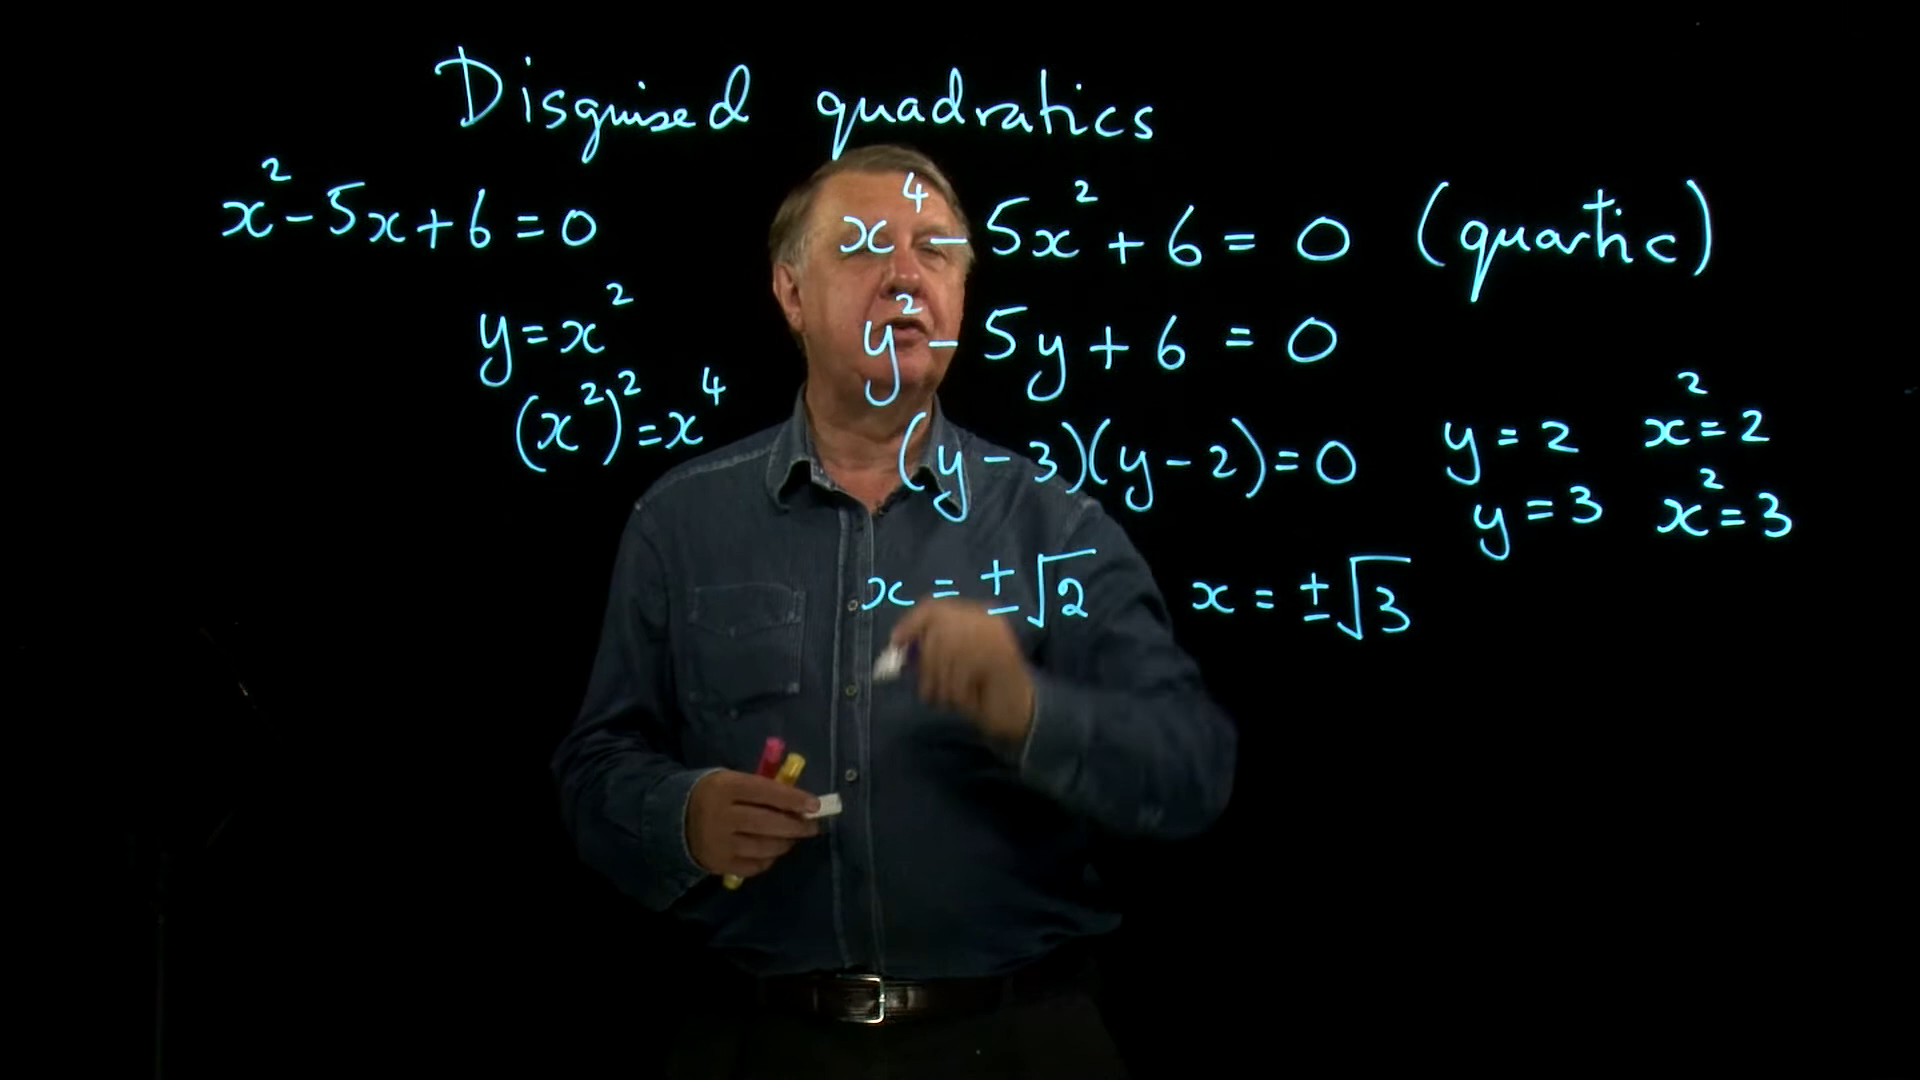 Disguised quadratics
x² - 5x + 6 = 0
x⁴ - 5x² + 6 = 0 (quartic)
y = x²
y² - 5y + 6 = 0
(x²)² = x⁴
(y - 3)(y - 2) = 0
y = 2 x² = 2
y = 3 x² = 3
x = ±√2 x = ±√3